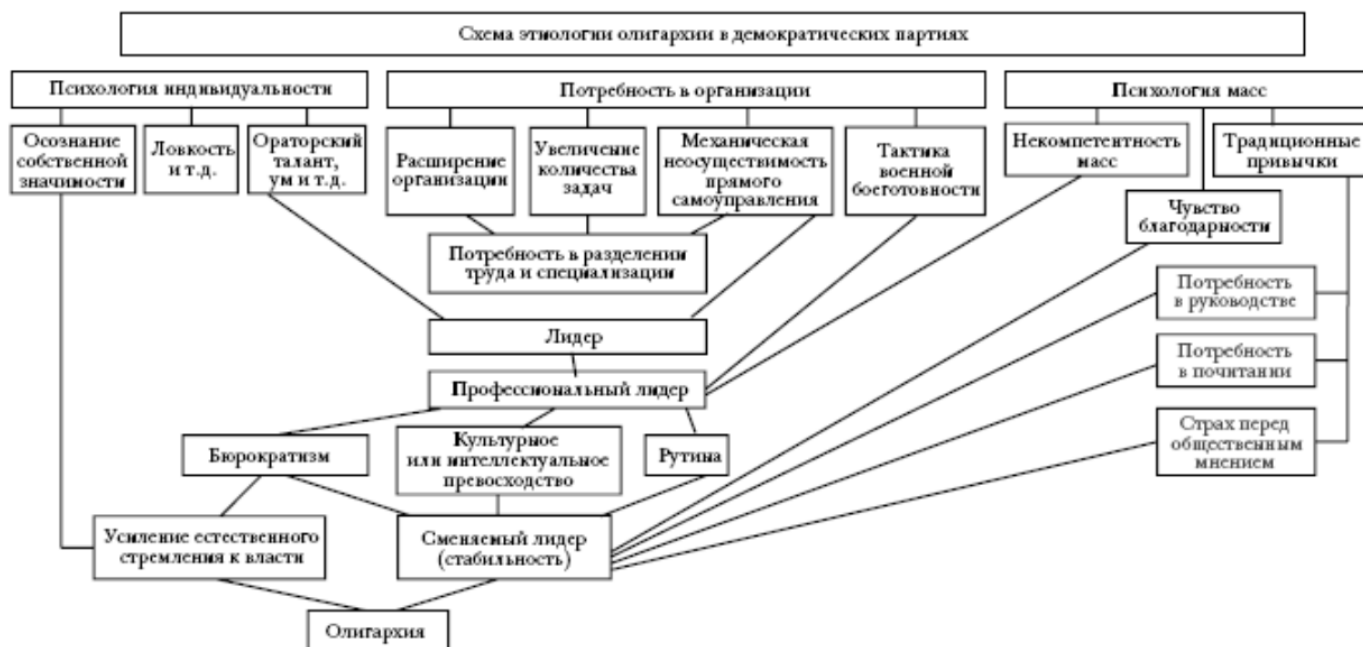 Схема этиологии олигархии в демократических партиях
Психология индивидуальности
Потребность в организации
Психология масс
Осознание
собственной
значимости
Ловкость
и т.д.
Ораторский
талант,
ум и т.д.
Расширение
организации
Увеличение
количества
задач
Механическая
неосуществимость
прямого
самоуправления
Тактика
военной
боеготовности
Некомпетентность
масс
Традиционные
привычки
Чувство
благодарности
Потребность в разделении
труда и специализации
Потребность
в руководстве
Лидер
Потребность
в почитании
Профессиональный лидер
Страх перед
общественным
мнением
Бюрократизм
Культурное
или интеллектуальное
превосходство
Рутина
Усиление естественного
стремления к власти
Сменяемый лидер
(стабильность)
Олигархия